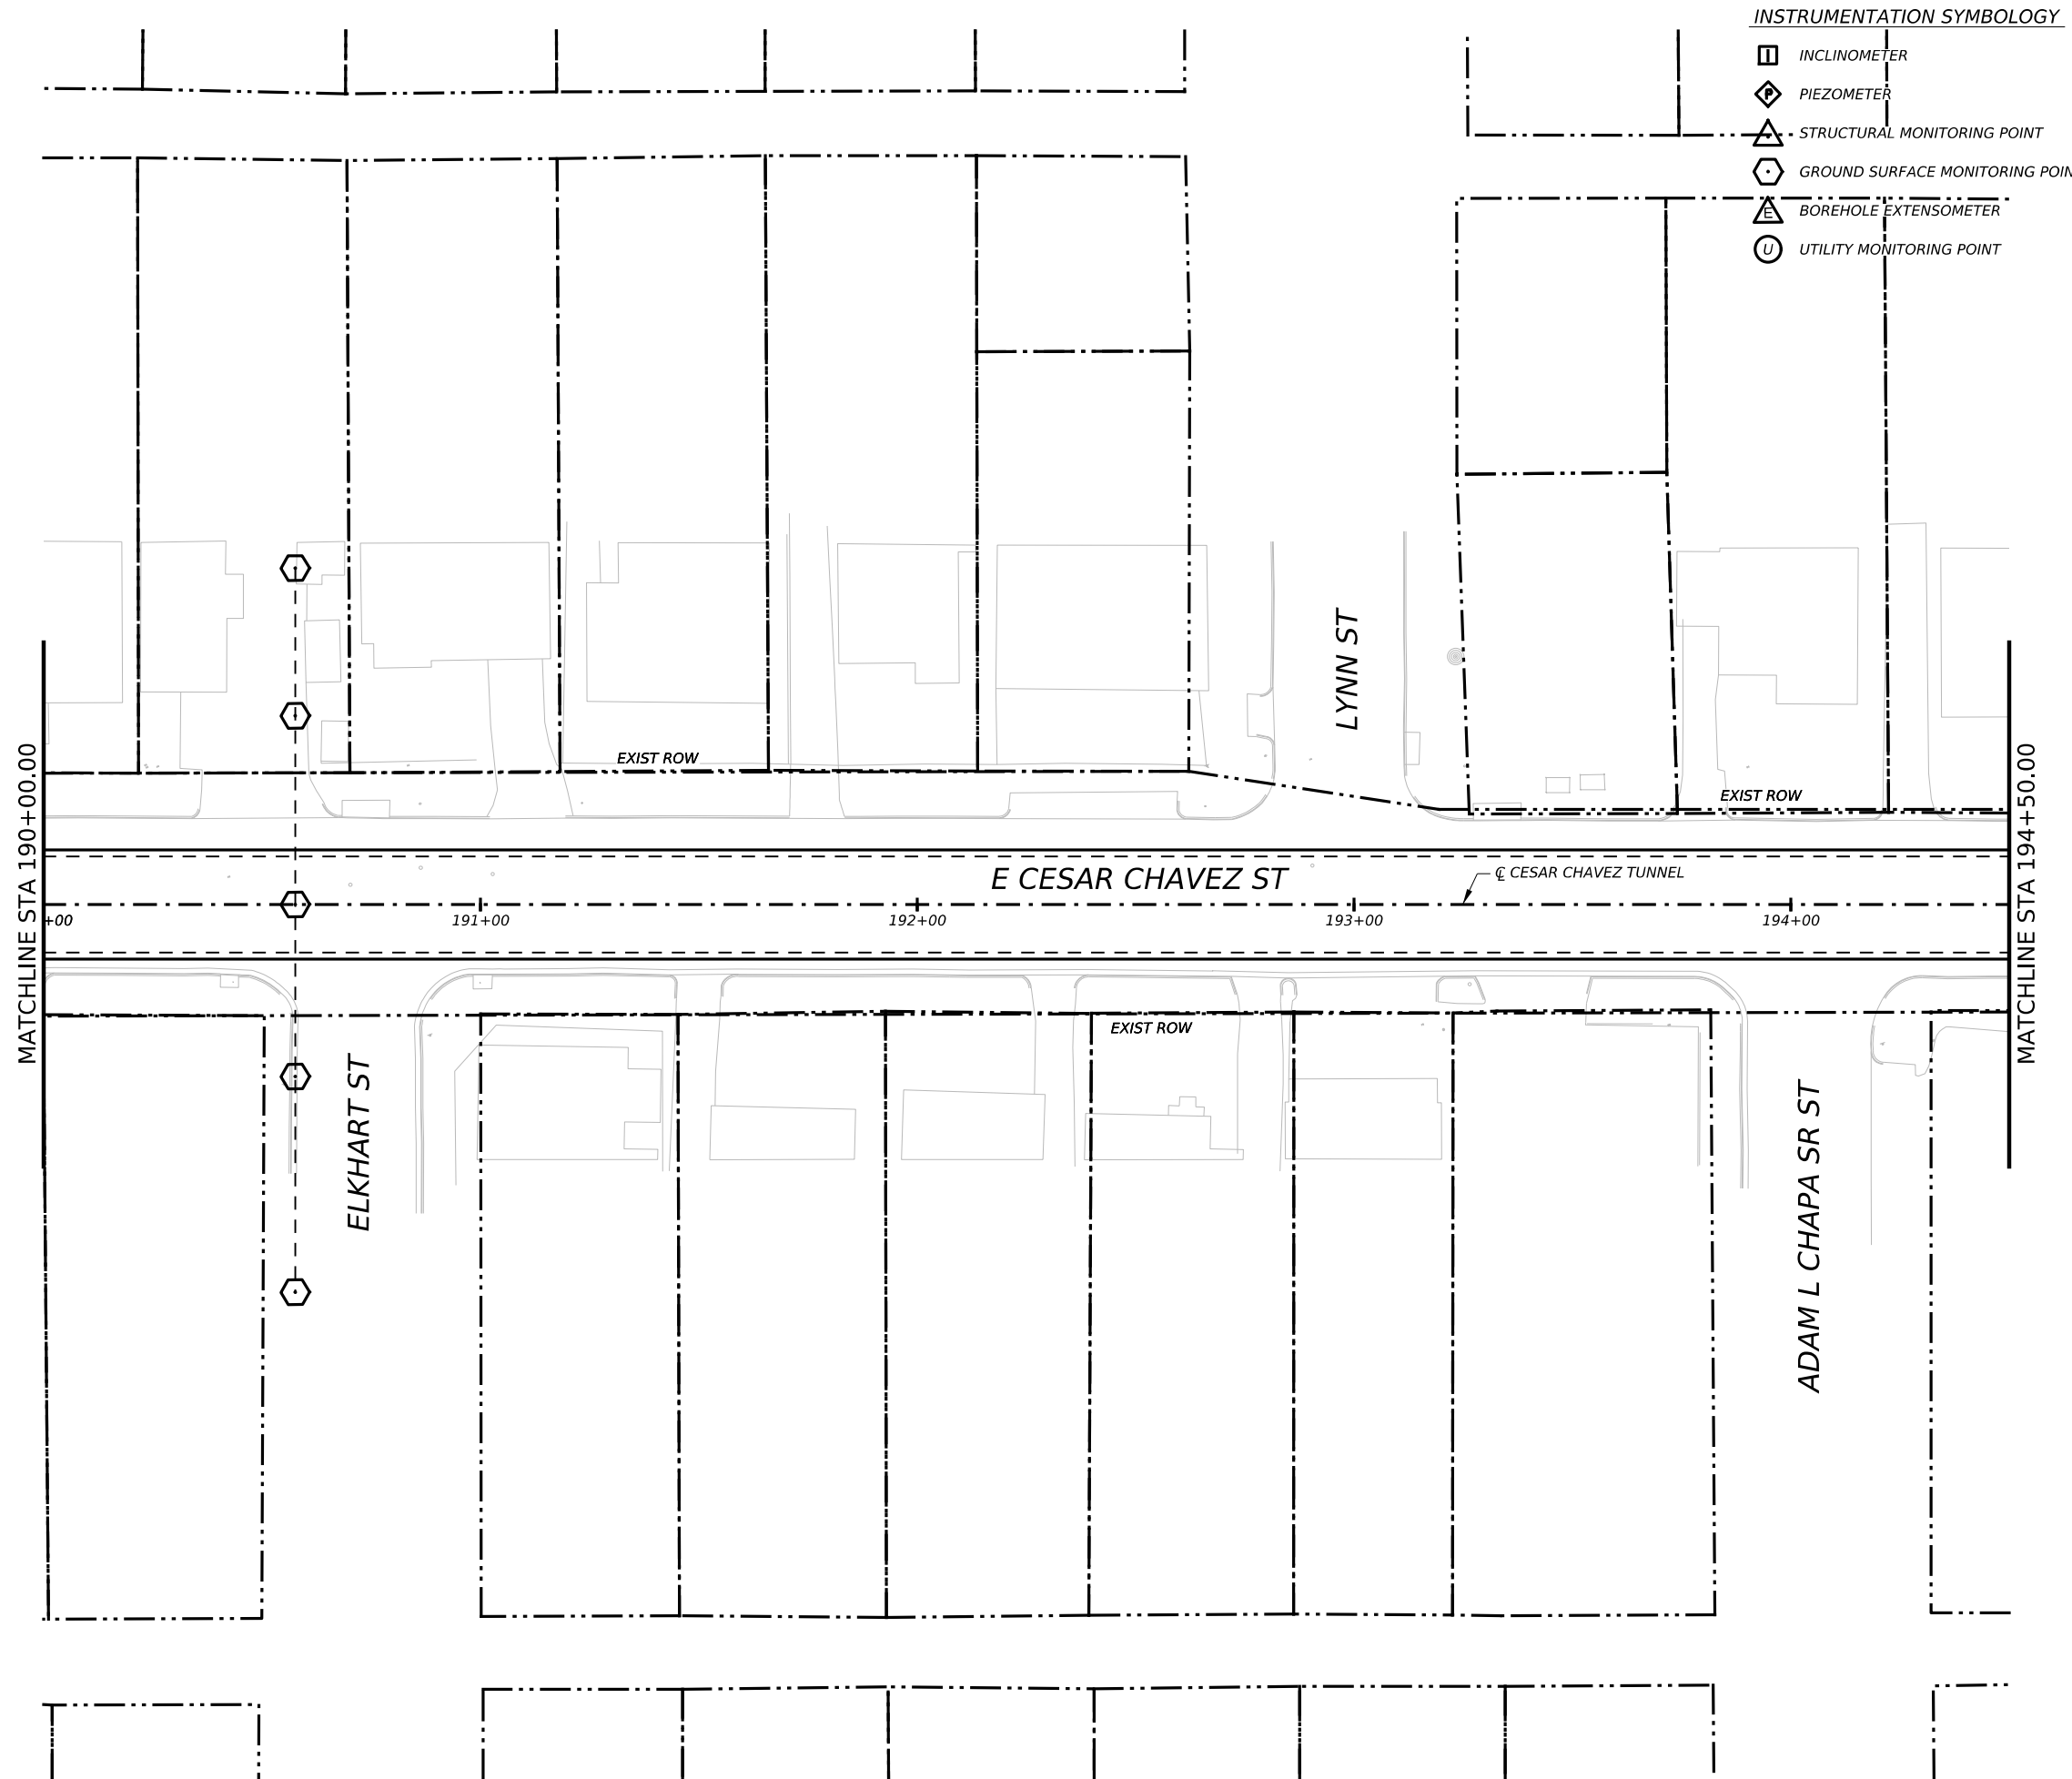 INSTRUMENTATION SYMBOLOGY
I INCLINOMETER
P PIEZOMETER
STRUCTURAL MONITORING POINT
GROUND SURFACE MONITORING POIN
E BOREHOLE EXTENSOMETER
U UTILITY MONITORING POINT
LYNN ST
EXIST ROW
EXIST ROW
MATCHLINE STA 190+00.00
MATCHLINE STA 194+50.00
E CESAR CHAVEZ ST
℄ CESAR CHAVEZ TUNNEL
+00
191+00
192+00
193+00
194+00
EXIST ROW
ELKHART ST
ADAM L CHAPA SR ST